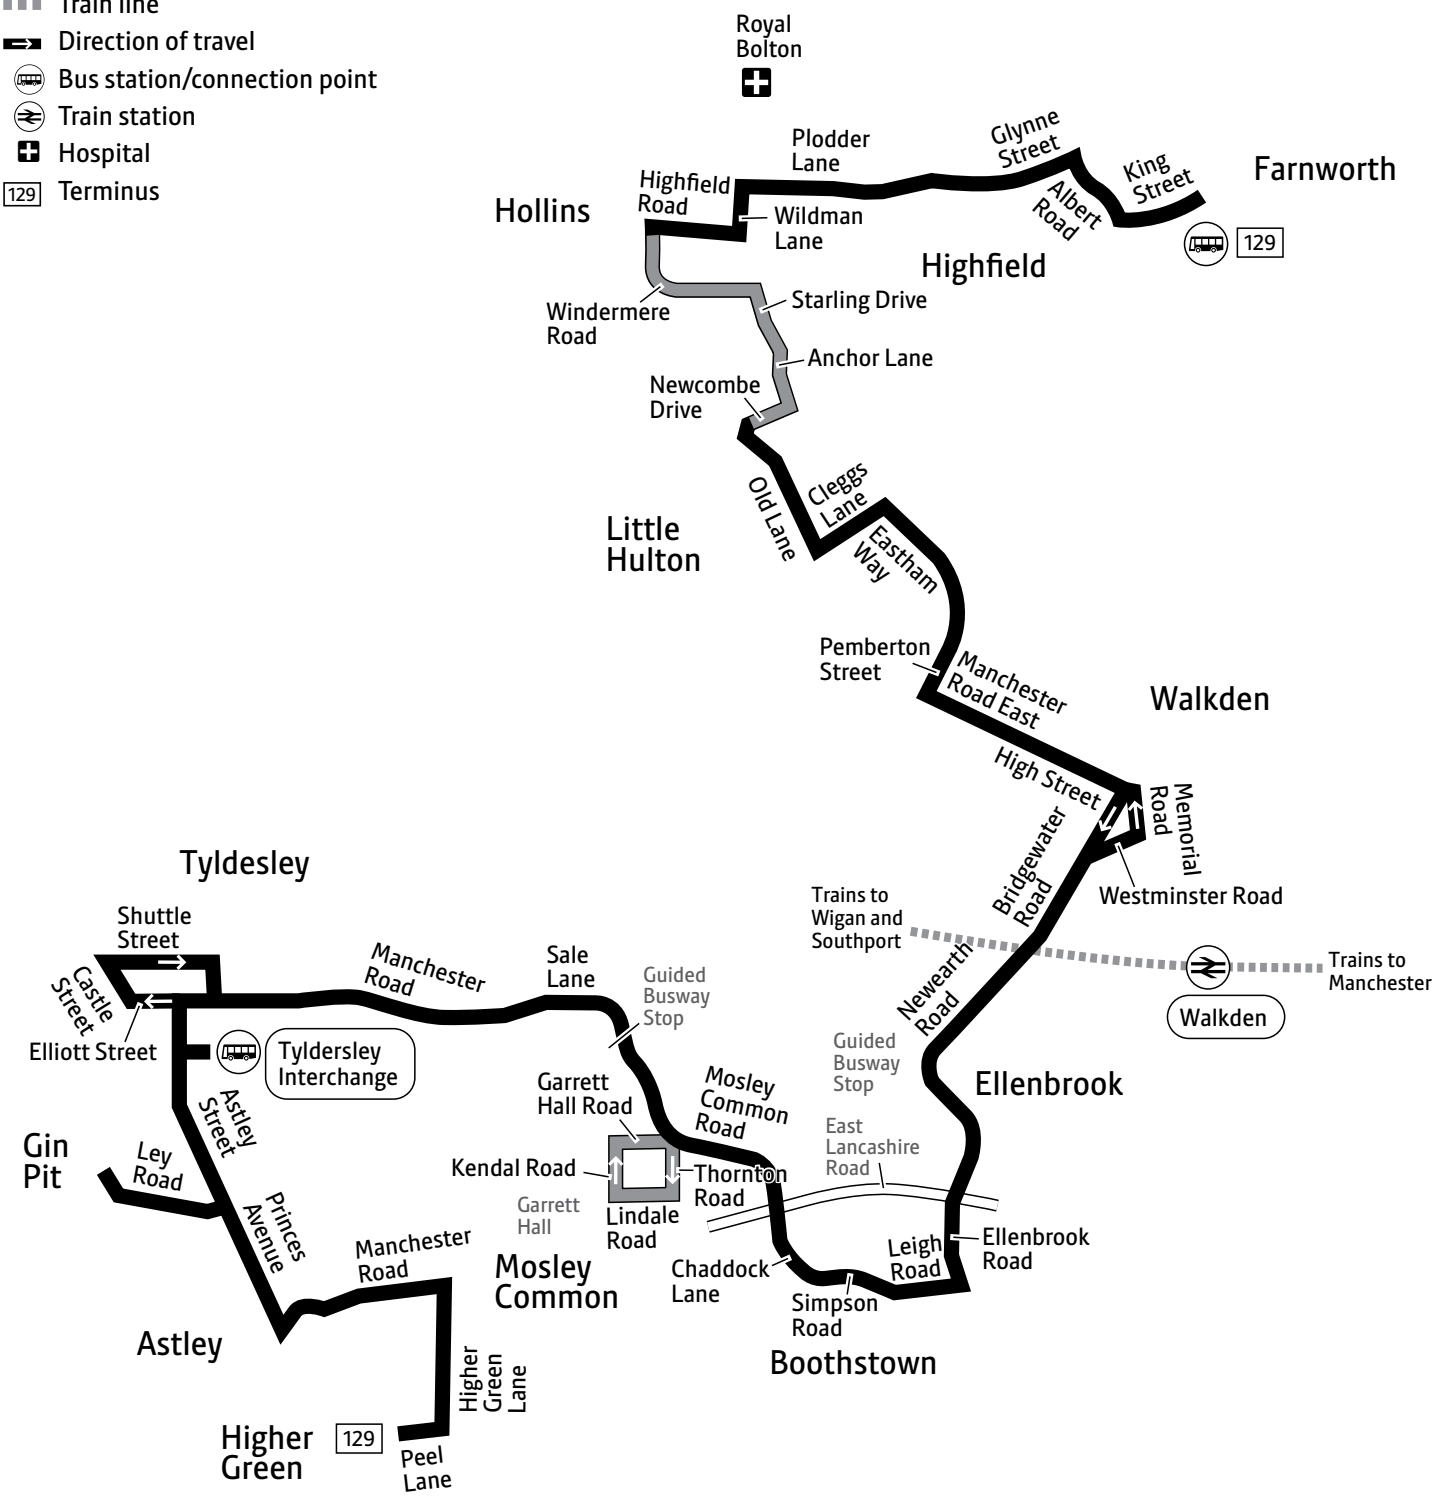 Train line
Direction of travel
Bus station/connection point
Train station
Hospital
129 Terminus
Royal
Bolton
Plodder
Lane
Glynne
Street
King
Street
Farnworth
Albert
Road
129
Highfield
Road
Hollins
Wildman
Lane
Highfield
Windermere
Road
Starling Drive
Anchor Lane
Newcombe
Drive
Old Lane
Cleggs
Lane
Little
Hulton
Eastham
Way
Pemberton
Street
Manchester
Road East
Walkden
High Street
Memorial
Road
Bridgewater
Road
Westminster Road
Trains to
Wigan and
Southport
Trains to
Manchester
Walkden
Newearth
Road
Tyldesley
Shuttle
Street
Castle
Street
Elliott Street
Manchester
Road
Sale
Lane
Guided
Busway
Stop
Tyldersley
Interchange
Guided
Busway
Stop
Ellenbrook
Garrett
Hall Road
Mosley
Common
Road
East
Lancashire
Road
Astley
Street
Gin
Pit
Ley
Road
Kendal Road
Thornton
Road
Garrett
Hall
Lindale
Road
Princes
Avenue
Manchester
Road
Mosley
Common
Chaddock
Lane
Leigh
Road
Ellenbrook
Road
Simpson
Road
Boothstown
Astley
Higher
Green
Lane
Higher
Green
129
Peel
Lane